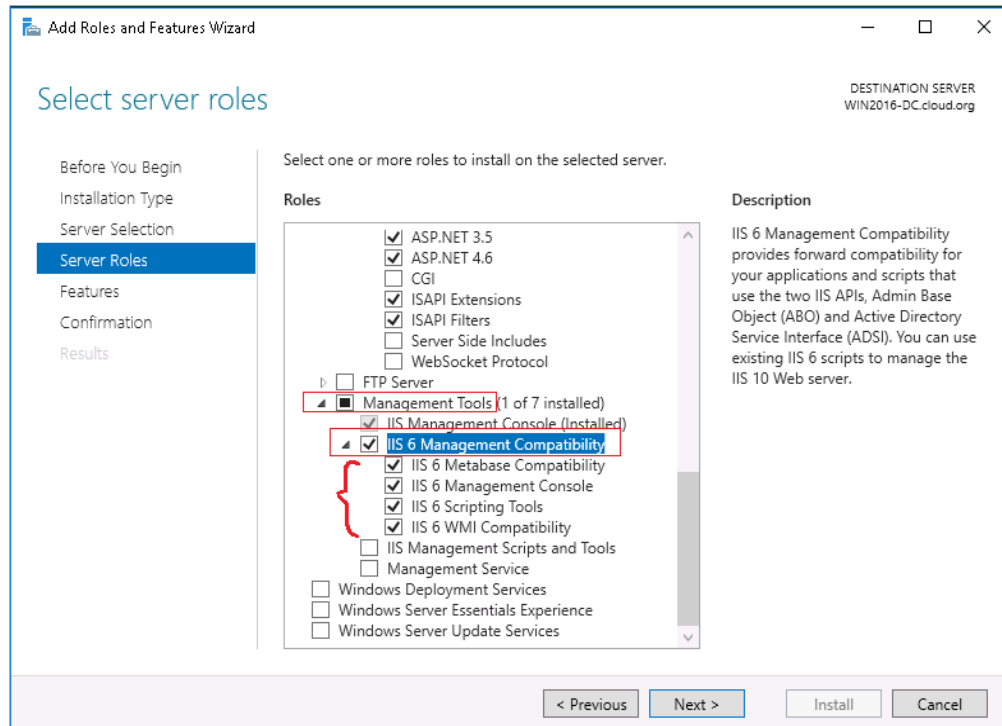 Add Roles and Features Wizard
Select server roles
DESTINATION SERVER
WIN2016-DC.cloud.org
Before You Begin
Installation Type
Server Selection
Server Roles
Features
Confirmation
Results
Select one or more roles to install on the selected server.
Roles
ASP.NET 3.5
ASP.NET 4.6
CGI
ISAPI Extensions
ISAPI Filters
Server Side Includes
WebSocket Protocol
FTP Server
Management Tools (1 of 7 installed)
IIS Management Console (Installed)
IIS 6 Management Compatibility
IIS 6 Metabase Compatibility
IIS 6 Management Console
IIS 6 Scripting Tools
IIS 6 WMI Compatibility
IIS Management Scripts and Tools
Management Service
Windows Deployment Services
Windows Server Essentials Experience
Windows Server Update Services
Description
IIS 6 Management Compatibility
provides forward compatibility for
your applications and scripts that
use the two IIS APIs, Admin Base
Object (ABO) and Active Directory
Service Interface (ADSI). You can use
existing IIS 6 scripts to manage the
IIS 10 Web server.
< Previous
Next >
Install
Cancel